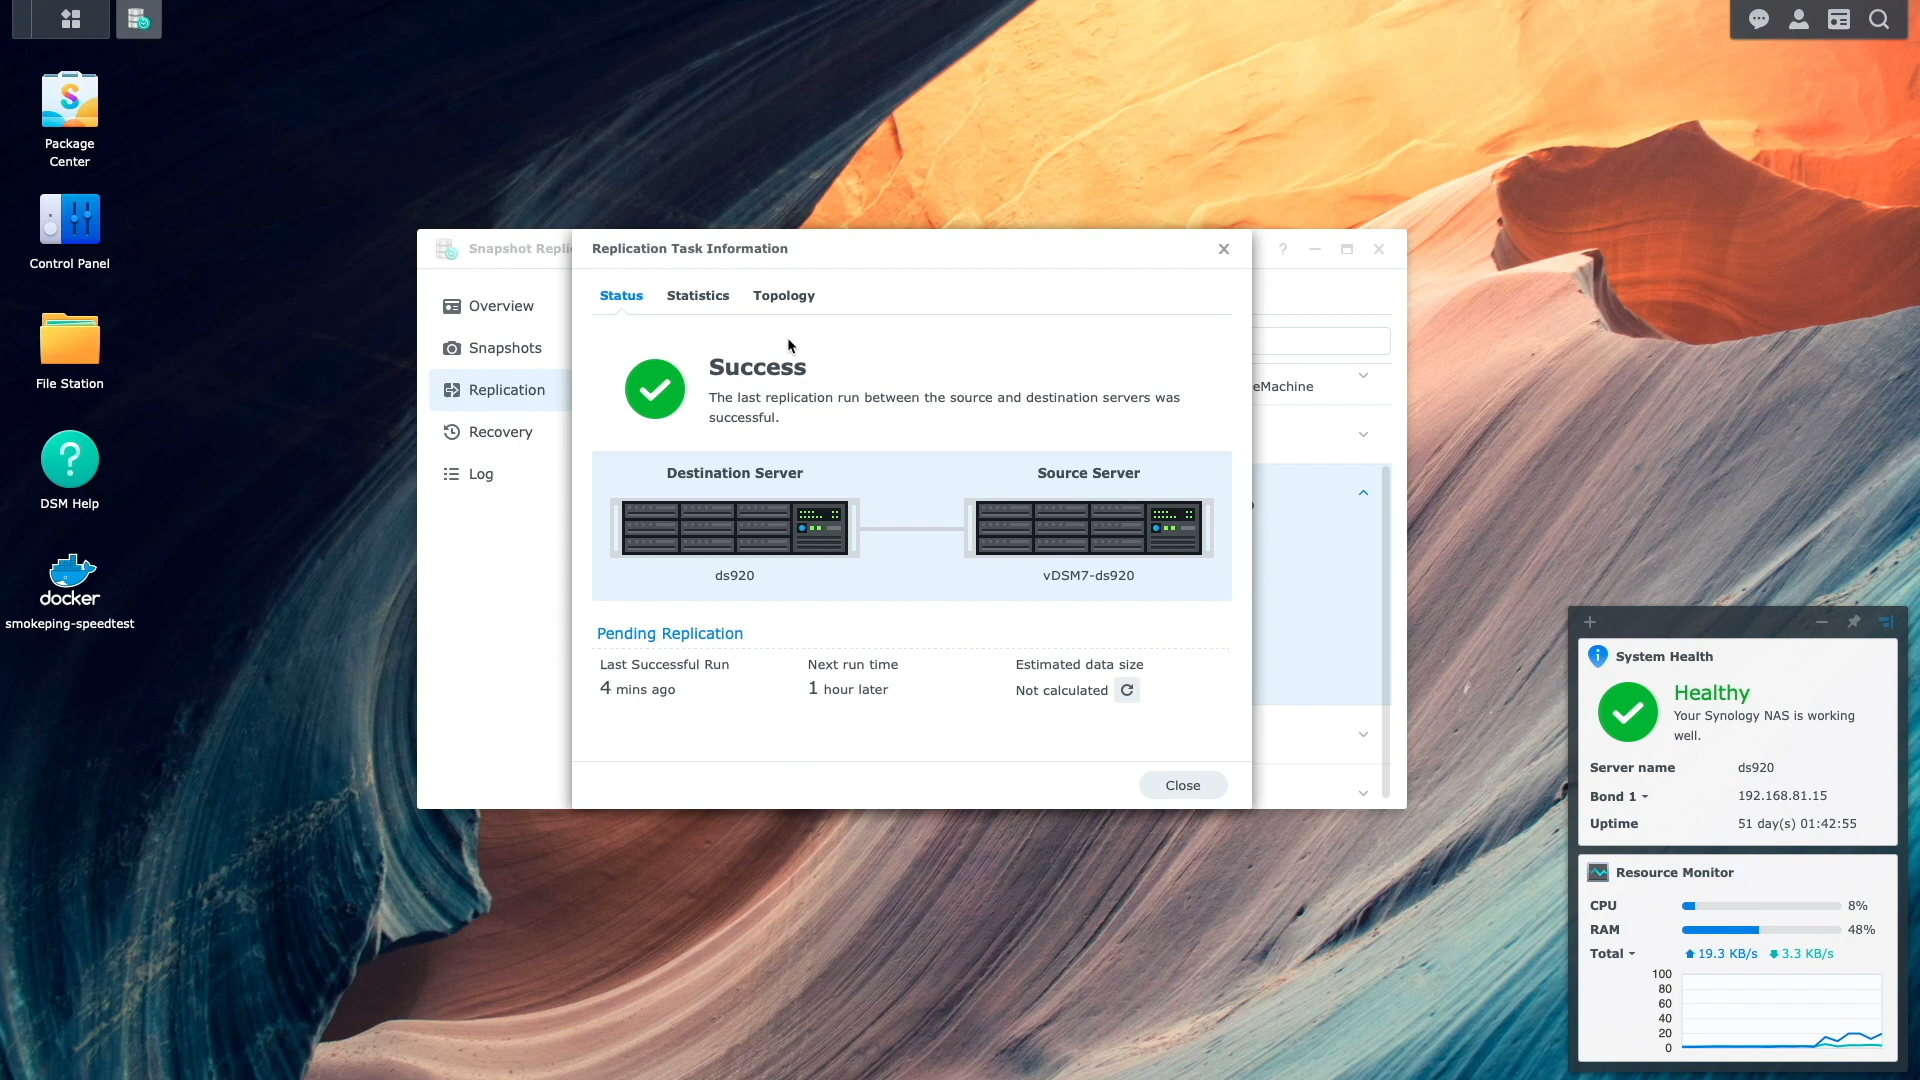 Package
Center
Control Panel
File Station
DSM Help
docker
smokeping-speedtest
Snapshot Repli
Overview
Snapshots
Replication
Recovery
Log
Replication Task Information
Status Statistics Topology
Success
The last replication run between the source and destination servers was
successful.
Destination Server Source Server
ds920 vDSM7-ds920
Pending Replication
Last Successful Run Next run time Estimated data size
4 mins ago 1 hour later Not calculated
Close
eMachine
System Health
Healthy
Your Synology NAS is working
well.
Server name ds920
Bond 1 192.168.81.15
Uptime 51 day(s) 01:42:55
Resource Monitor
CPU 8%
RAM 48%
Total 19.3 KB/s 3.3 KB/s
100
80
60
40
20
0